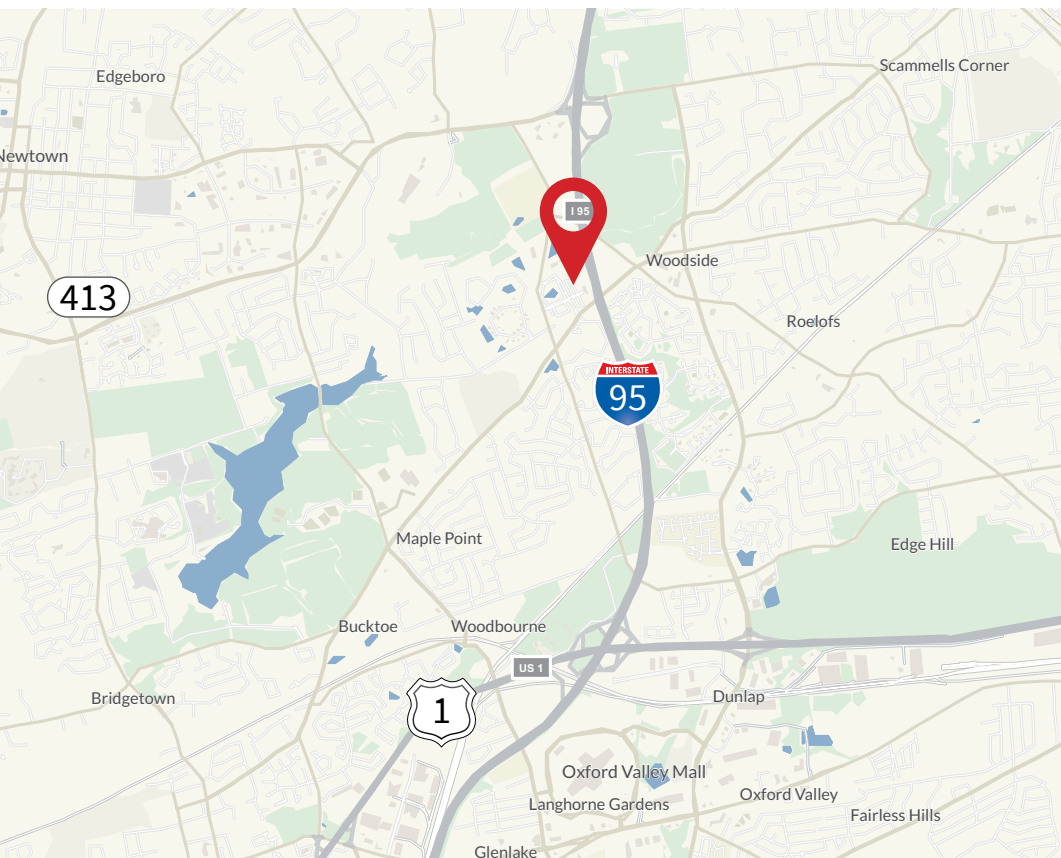 Scammells Corner
Edgeboro
Newtown
I 95
Woodside
413
Roelofs
INTERSTATE
95
Maple Point
Edge Hill
Bucktoe
Woodbourne
US 1
Bridgetown
Dunlap
1
Oxford Valley Mall
Oxford Valley
Langhorne Gardens
Fairless Hills
Glenlake